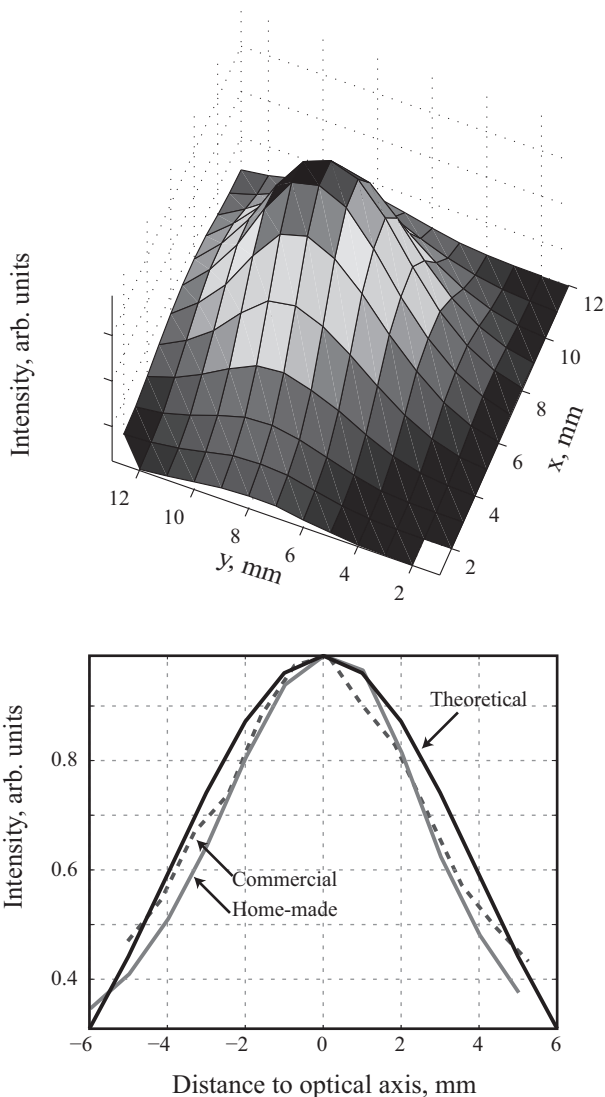 Intensity, arb. units
12
10
8
6
4
2
y, mm
2
4
6
8
10
12
x, mm
Intensity, arb. units
0.8
0.6
0.4
Theoretical
Commercial
Home-made
−6
−4
−2
0
2
4
6
Distance to optical axis, mm